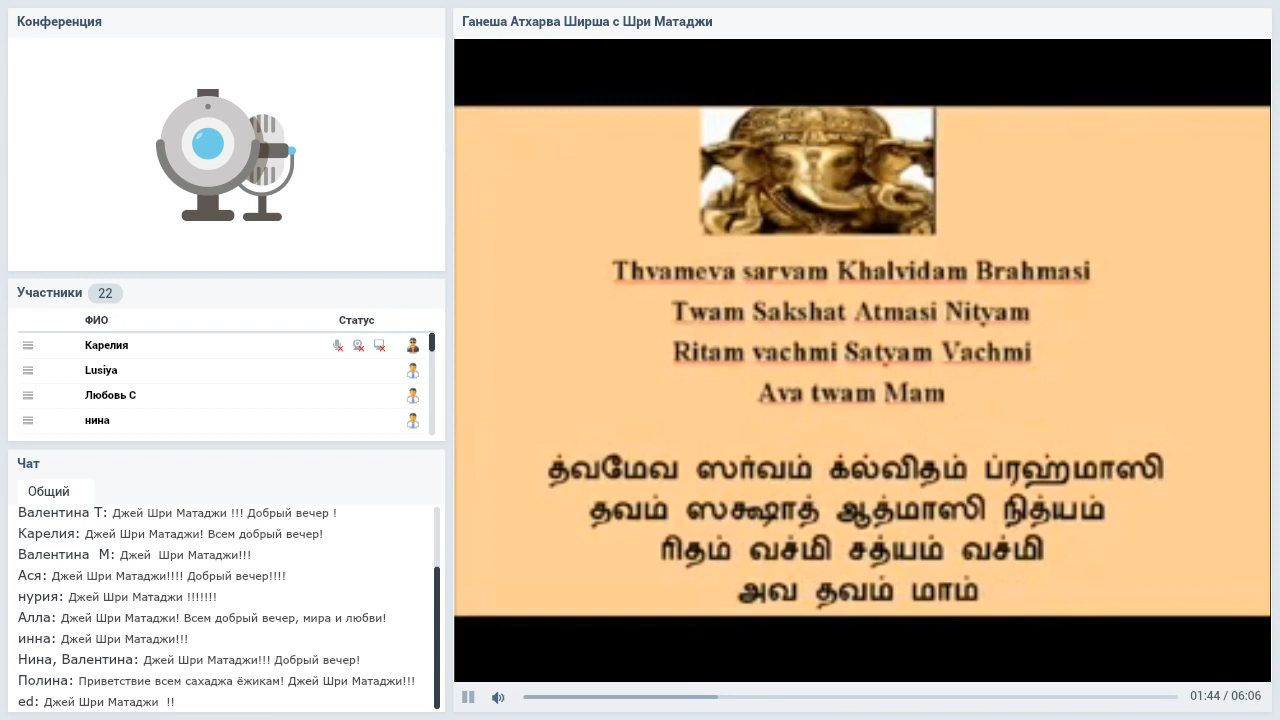 Конференция
Участники 22
ФИО Статус
Карелия
Lusiya
Любовь С
нина
Чат
Общий
Валентина Т: Джей Шри Матаджи !!! Добрый вечер !
Карелия: Джей Шри Матаджи! Всем добрый вечер!
Валентина М: Джей Шри Матаджи!!!
Ася: Джей Шри Матаджи!!!! Добрый вечер!!!!
нурия: Джей Шри Матаджи !!!!!!!
Алла: Джей Шри Матаджи! Всем добрый вечер, мира и любви!
инна: Джей Шри Матаджи!!!
Нина, Валентина: Джей Шри Матаджи!!! Добрый вечер!
Полина: Приветствие всем сахаджа ёжикам! Джей Шри Матаджи!!!
ed: Джей Шри Матаджи !!
Ганеша Атхарва Ширша с Шри Матаджи
Thvameva sarvam Khalvidam Brahmasi
Twam Sakshat Atmasi Nityam
Ritam vachmi Satyam Vachmi
Ava twam Mam
த்வமேவ ஸர்வம் க்ல்விதம் ப்ரஹ்மாஸி
தவம் ஸக்ஷாத் ஆத்மாஸி நித்யம்
ரிதம் வச்மி சத்யம் வச்மி
அவ தவம் மாம்
01:44 / 06:06